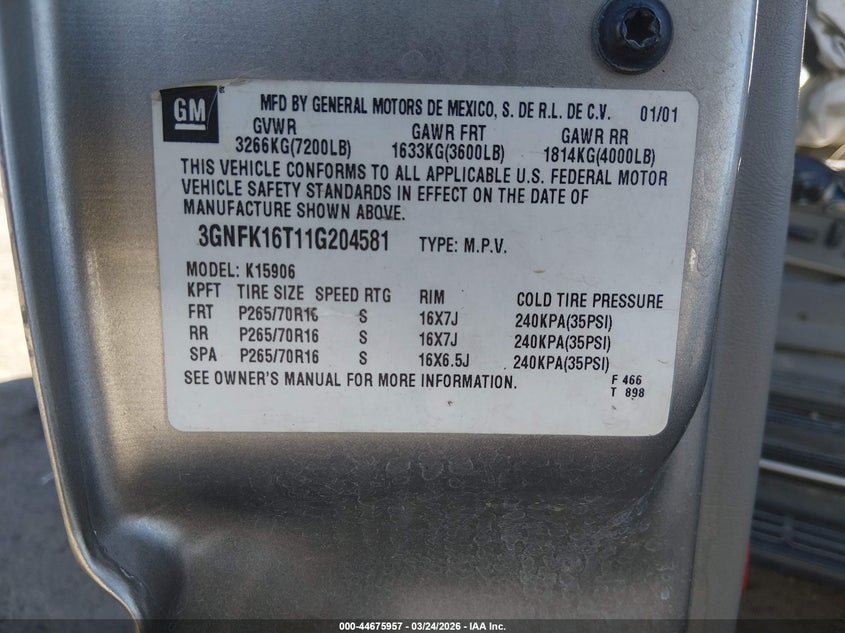 GM
MFD BY GENERAL MOTORS DE MEXICO, S. DE R.L. DE C.V. 01/01
GVWR GAWR FRT GAWR RR
3266KG(7200LB) 1633KG(3600LB) 1814KG(4000LB)
THIS VEHICLE CONFORMS TO ALL APPLICABLE U.S. FEDERAL MOTOR
VEHICLE SAFETY STANDARDS IN EFFECT ON THE DATE OF
MANUFACTURE SHOWN ABOVE.
3GNFK16T11G204581 TYPE: M.P.V.
MODEL: K15906
KPFT TIRE SIZE SPEED RTG RIM COLD TIRE PRESSURE
FRT P265/70R16 S 16X7J 240KPA(35PSI)
RR P265/70R16 S 16X7J 240KPA(35PSI)
SPA P265/70R16 S 16X6.5J 240KPA(35PSI)
SEE OWNER'S MANUAL FOR MORE INFORMATION. F 466
T 898
000-44675957 - 03/24/2026 - IAA Inc.